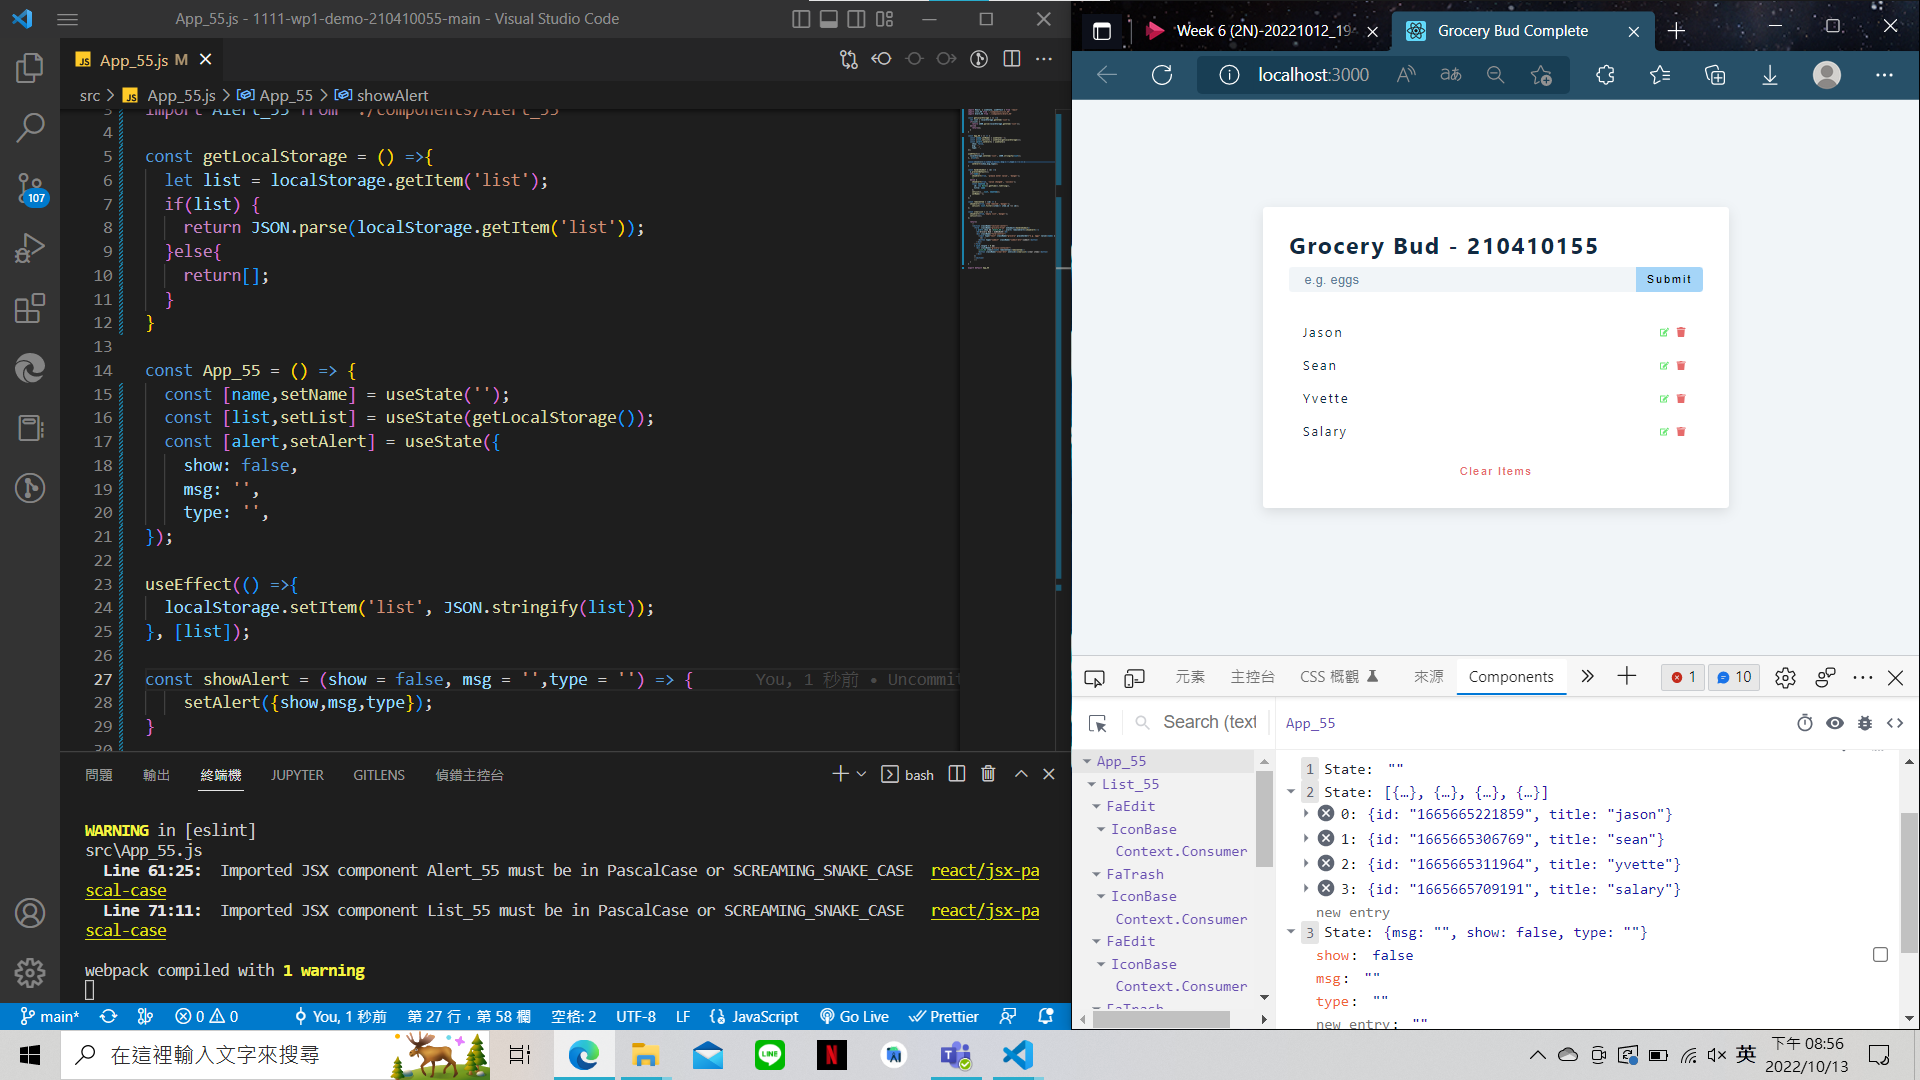 App_55.js - 1111-wp1-demo-210410055-main - Visual Studio Code
App_55.js M
src > App_55.js > App_55 > showAlert
3 import Alert_55 from './components/Alert_55'
4
5 const getLocalStorage = () =>{
6 let list = localStorage.getItem('list');
7 if(list) {
8 return JSON.parse(localStorage.getItem('list'));
9 }else{
10 return[];
11 }
12 }
13
14 const App_55 = () => {
15 const [name,setName] = useState('');
16 const [list,setList] = useState(getLocalStorage());
17 const [alert,setAlert] = useState({
18 show: false,
19 msg: '',
20 type: '',
21 });
22
23 useEffect(() =>{
24 localStorage.setItem('list', JSON.stringify(list));
25 }, [list]);
26
27 const showAlert = (show = false, msg = '',type = '') => { You, 1 秒前 • Uncommit
28 setAlert({show,msg,type});
29 }
30
107
問題 輸出 終端機 JUPYTER GITLENS 偵錯主控台 bash
WARNING in [eslint]
src\App_55.js
Line 61:25: Imported JSX component Alert_55 must be in PascalCase or SCREAMING_SNAKE_CASE react/jsx-pa
scal-case
Line 71:11: Imported JSX component List_55 must be in PascalCase or SCREAMING_SNAKE_CASE react/jsx-pa
scal-case
webpack compiled with 1 warning
main* 0 0 You, 1 秒前 第 27 行，第 58 欄 空格: 2 UTF-8 LF JavaScript Go Live Prettier
Week 6 (2N)-20221012_19 Grocery Bud Complete
localhost:3000
Grocery Bud - 210410155
e.g. eggs Submit
Jason
Sean
Yvette
Salary
Clear Items
元素 主控台 CSS 概觀 來源 Components 1 10
Search (text App_55
App_55
List_55
FaEdit
IconBase
Context.Consumer
FaTrash
IconBase
Context.Consumer
FaEdit
IconBase
Context.Consumer
FaTrash
1 State: ""
2 State: [{…}, {…}, {…}, {…}]
0: {id: "1665665221859", title: "jason"}
1: {id: "1665665306769", title: "sean"}
2: {id: "1665665311964", title: "yvette"}
3: {id: "1665665709191", title: "salary"}
new entry
3 State: {msg: "", show: false, type: ""}
show: false
msg: ""
type: ""
new entry: ""
在這裡輸入文字來搜尋
LINE
N
英
下午 08:56
2022/10/13